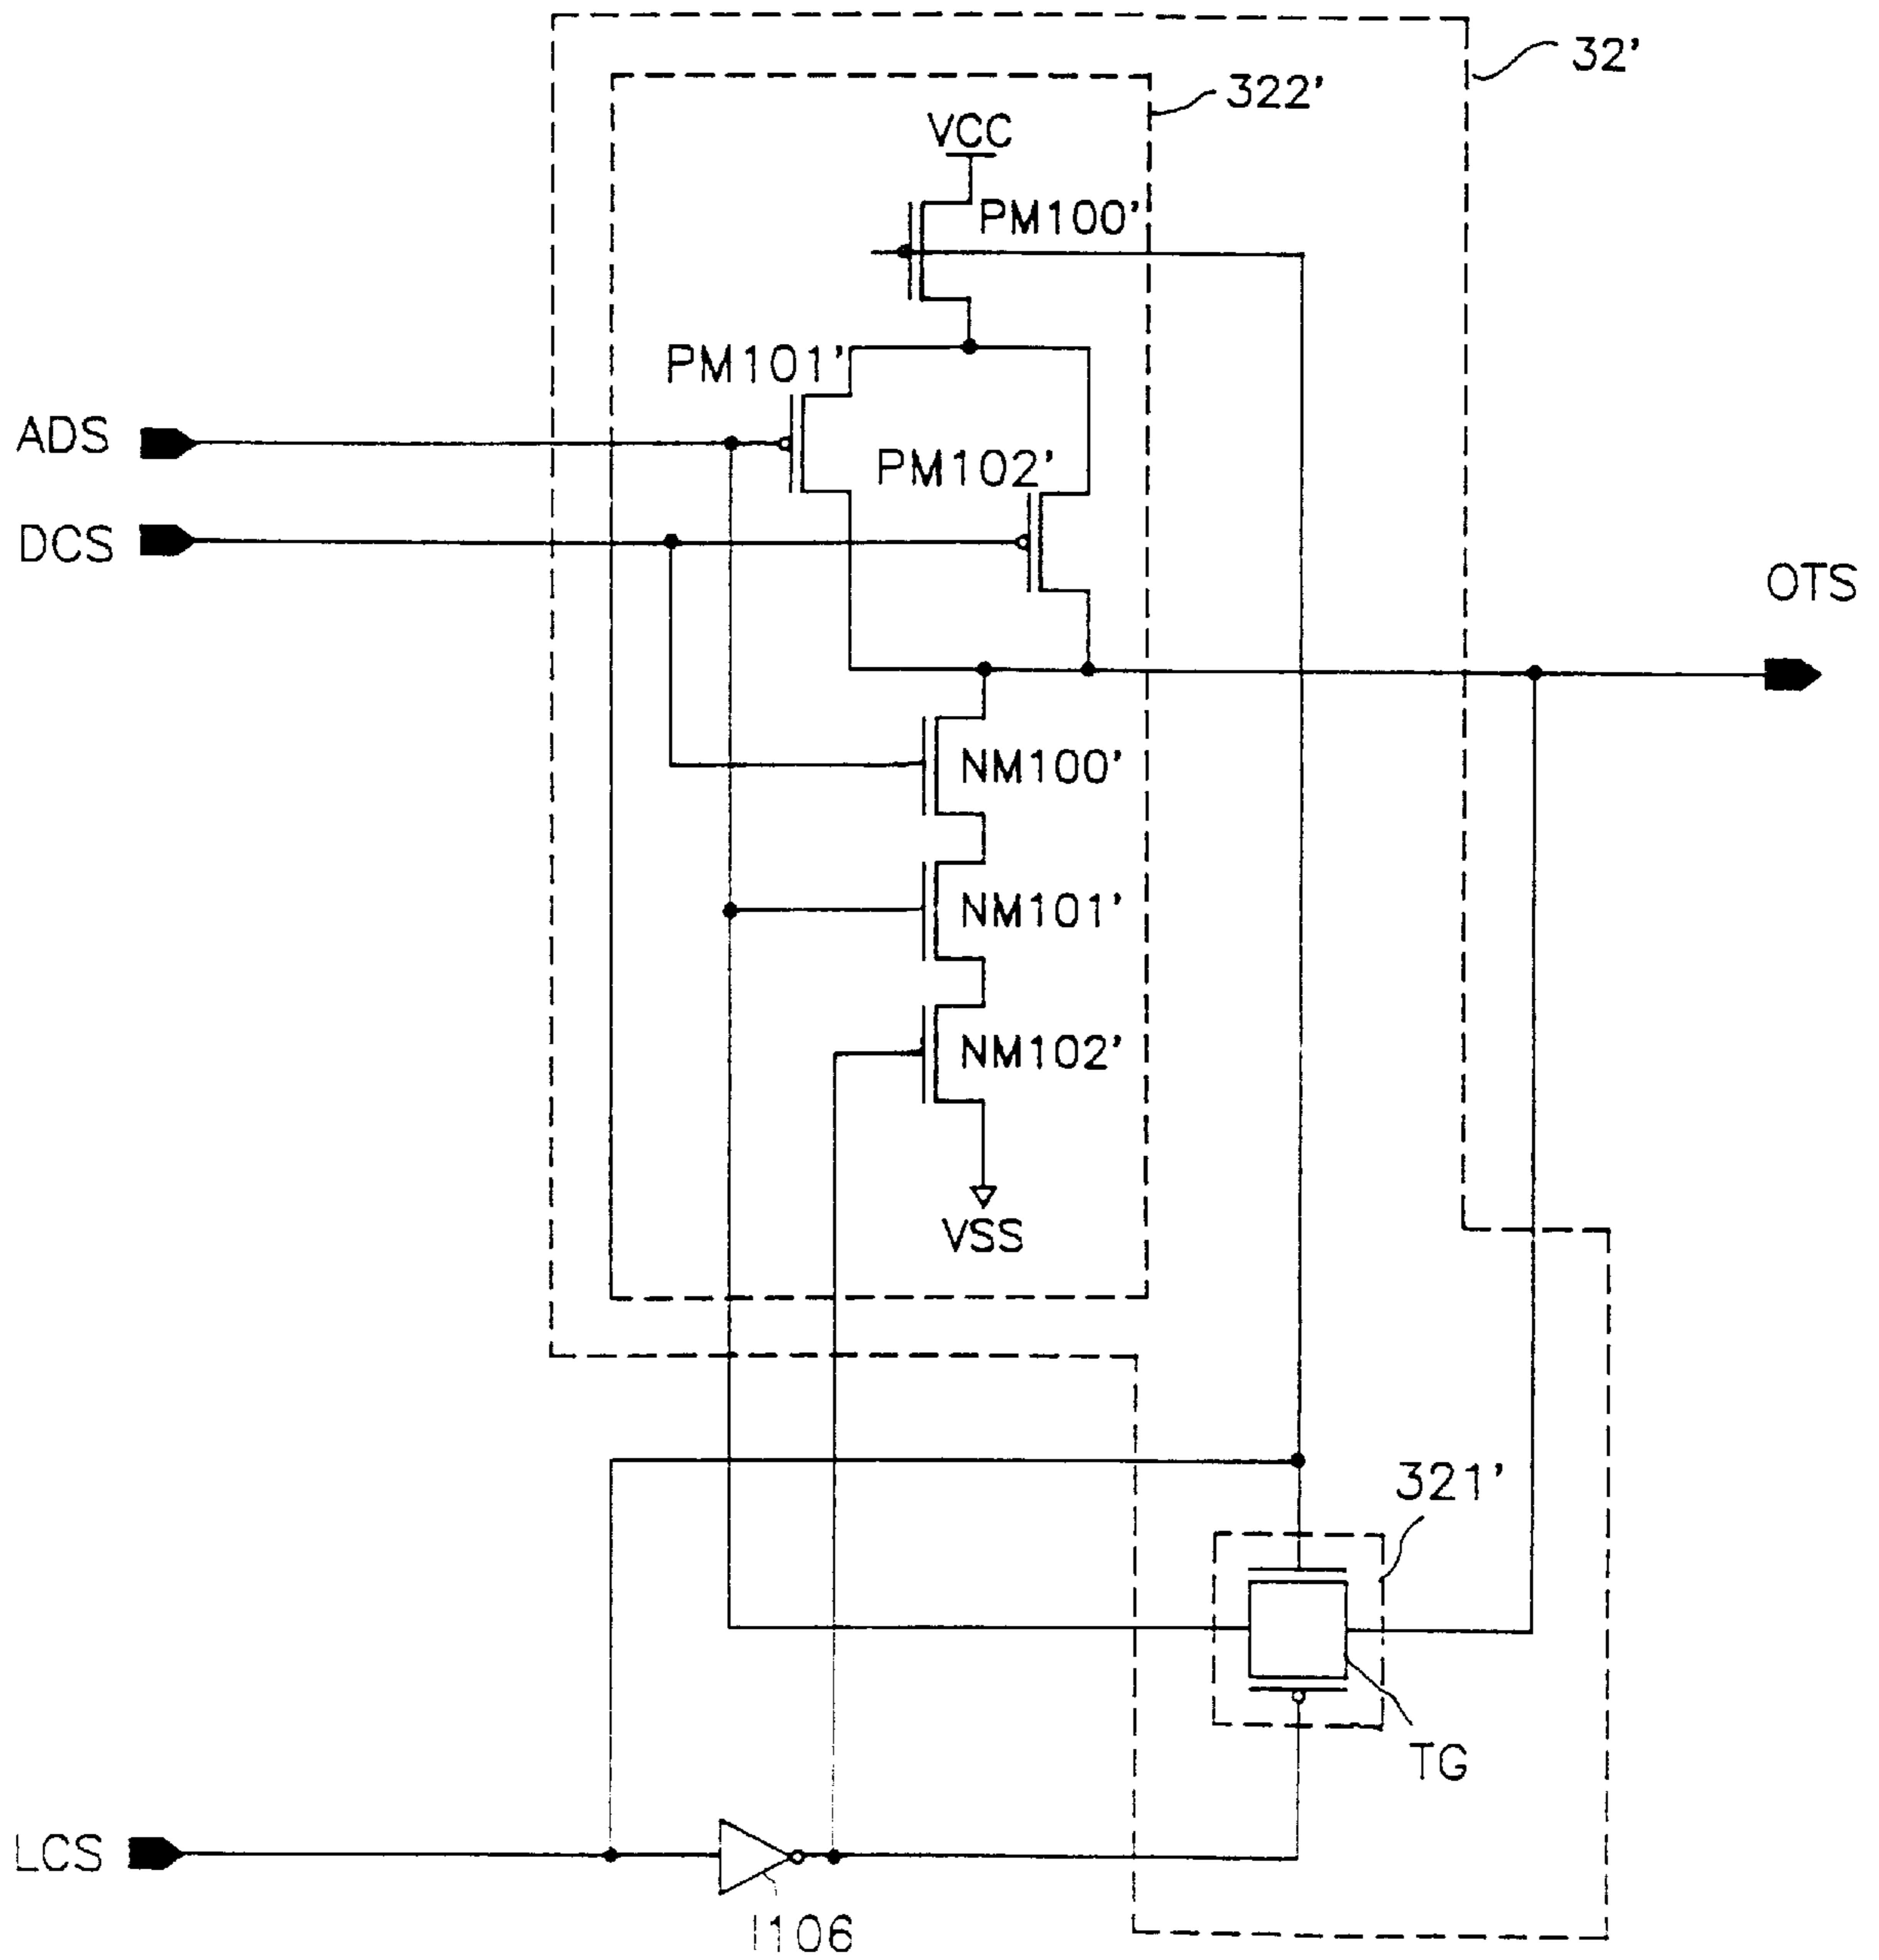 32'
322'
VCC
PM100'
PM101'
ADS
PM102'
DCS
OTS
NM100'
NM101'
NM102'
VSS
321'
TG
LCS
I106